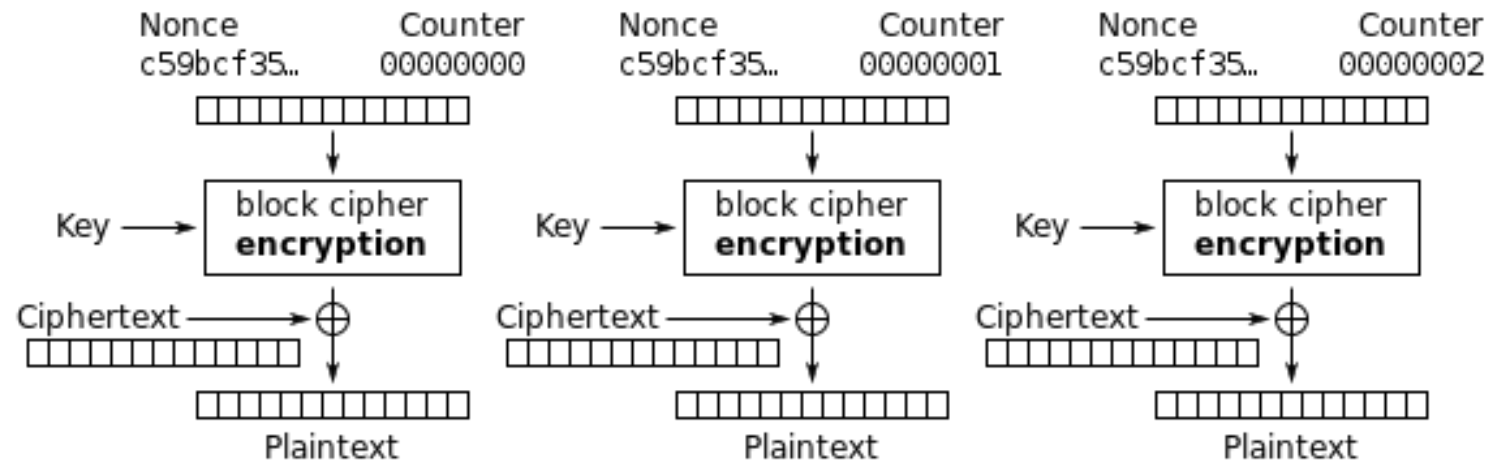 Nonce Counter Nonce Counter Nonce Counter
c59bcf35… 00000000 c59bcf35… 00000001 c59bcf35… 00000002
block cipher block cipher block cipher
Key encryption Key encryption Key encryption
Ciphertext Ciphertext Ciphertext
Plaintext Plaintext Plaintext